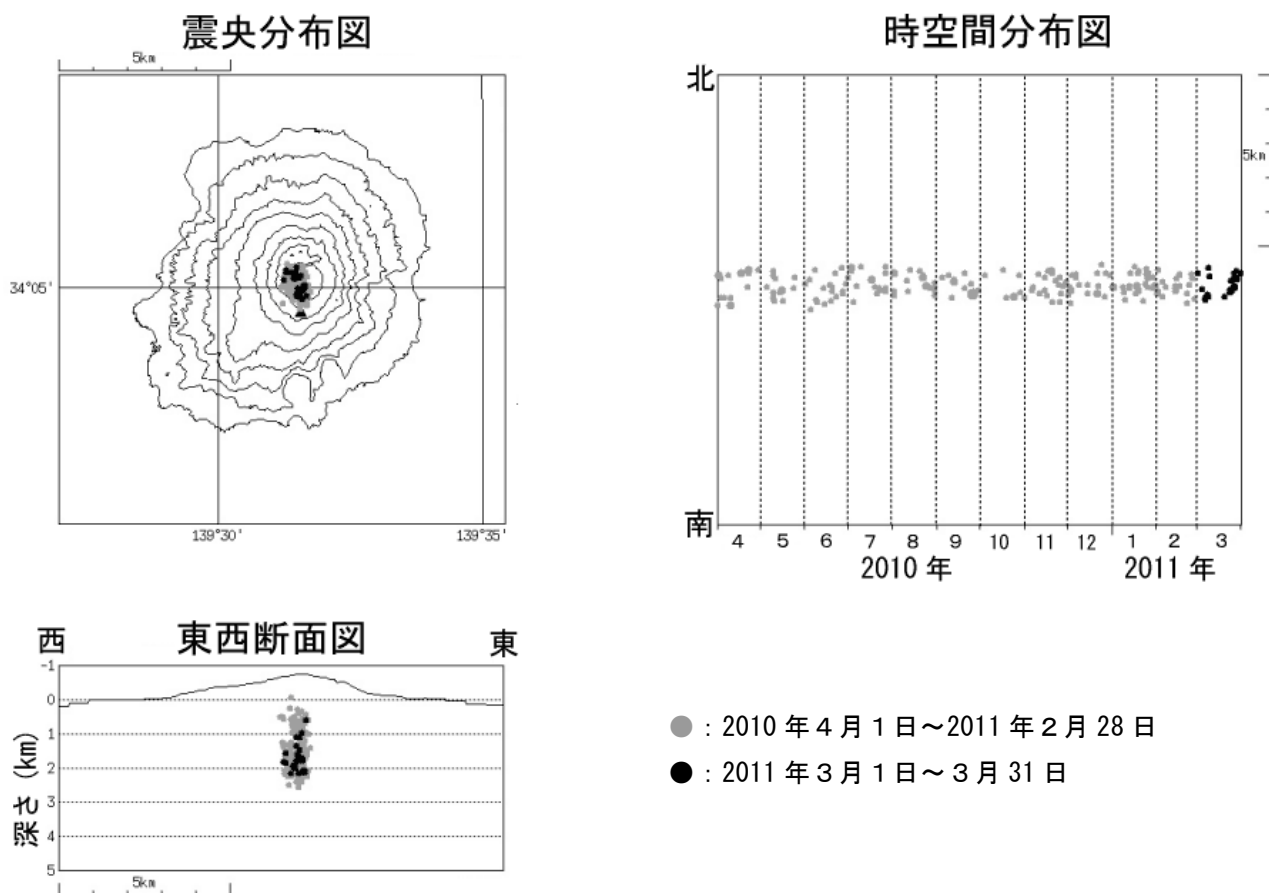 震央分布図
5km
34°05'
139°30'
139°35'
時空間分布図
北
5km
南
4 5 6 7 8 9 10 11 12 1 2 3
2010 年 2011 年
西 東西断面図 東
-1
0
1
2
3
4
5
深さ (km)
5km
● : 2010 年４月１日～2011 年２月 28 日
● : 2011 年３月１日～３月 31 日